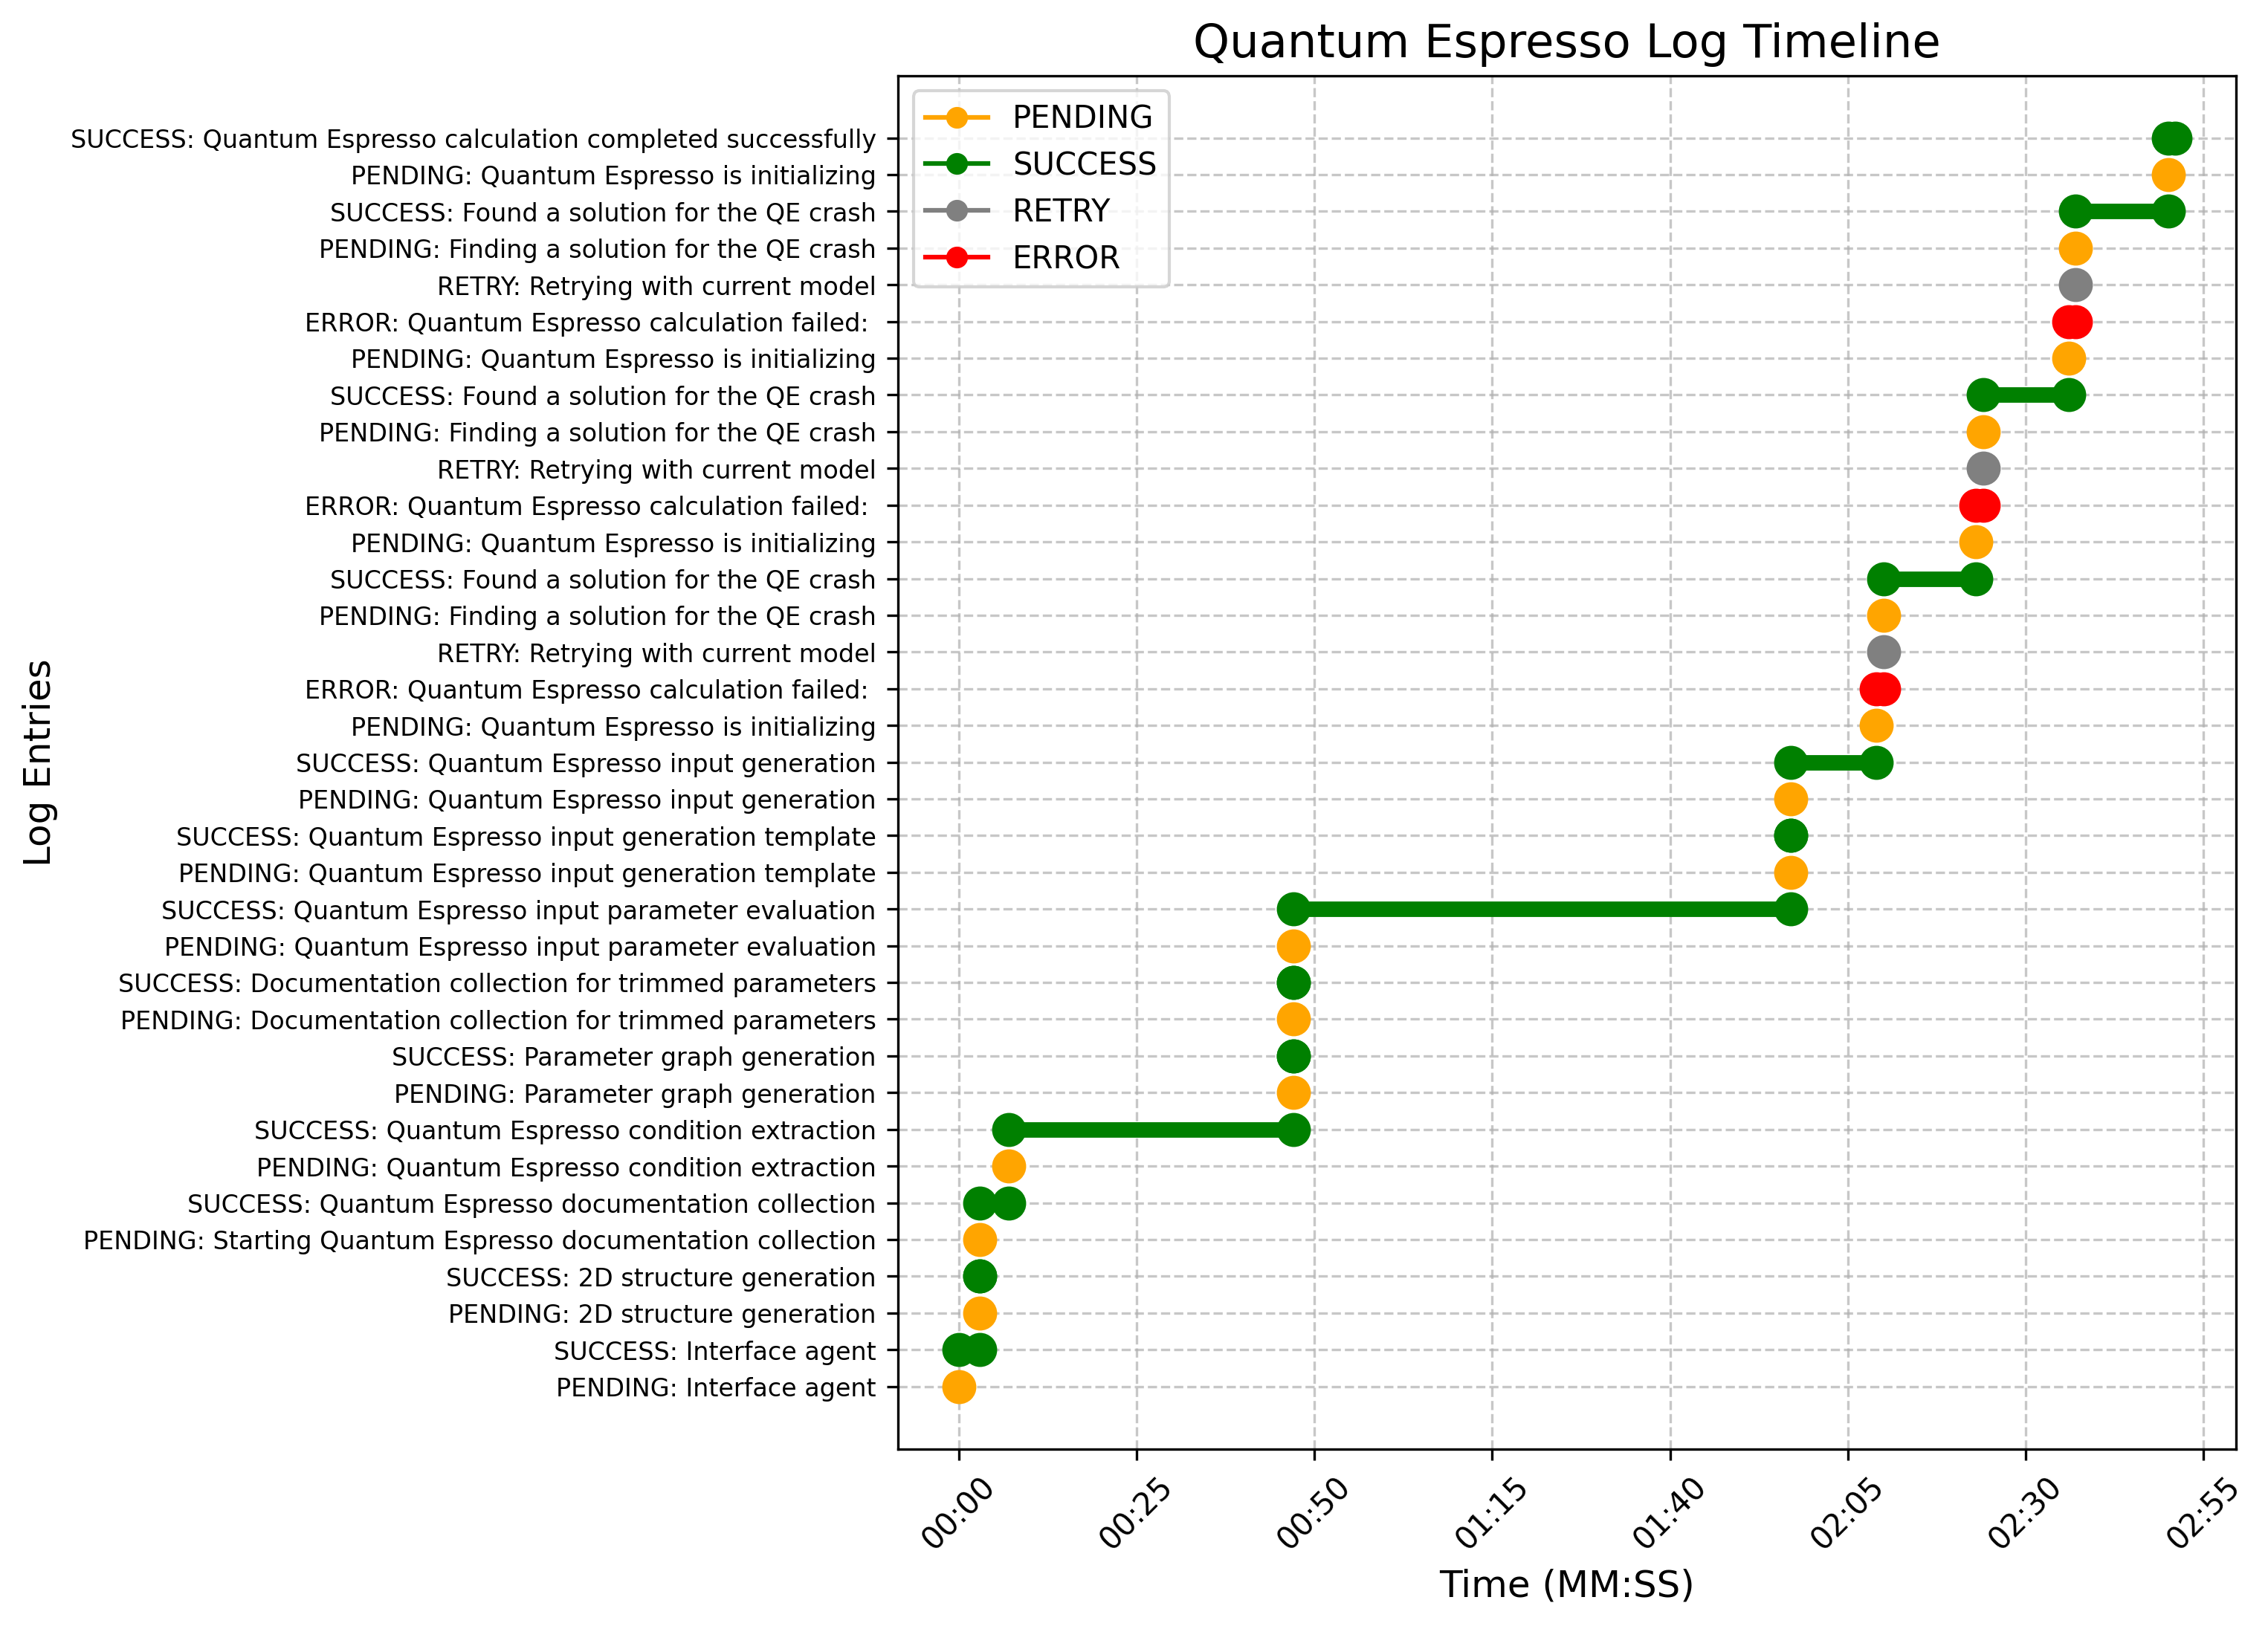 Quantum Espresso Log Timeline
PENDING
SUCCESS
RETRY
ERROR
Log Entries
SUCCESS: Quantum Espresso calculation completed successfully
PENDING: Quantum Espresso is initializing
SUCCESS: Found a solution for the QE crash
PENDING: Finding a solution for the QE crash
RETRY: Retrying with current model
ERROR: Quantum Espresso calculation failed:
PENDING: Quantum Espresso is initializing
SUCCESS: Found a solution for the QE crash
PENDING: Finding a solution for the QE crash
RETRY: Retrying with current model
ERROR: Quantum Espresso calculation failed:
PENDING: Quantum Espresso is initializing
SUCCESS: Found a solution for the QE crash
PENDING: Finding a solution for the QE crash
RETRY: Retrying with current model
ERROR: Quantum Espresso calculation failed:
PENDING: Quantum Espresso is initializing
SUCCESS: Quantum Espresso input generation
PENDING: Quantum Espresso input generation
SUCCESS: Quantum Espresso input generation template
PENDING: Quantum Espresso input generation template
SUCCESS: Quantum Espresso input parameter evaluation
PENDING: Quantum Espresso input parameter evaluation
SUCCESS: Documentation collection for trimmed parameters
PENDING: Documentation collection for trimmed parameters
SUCCESS: Parameter graph generation
PENDING: Parameter graph generation
SUCCESS: Quantum Espresso condition extraction
PENDING: Quantum Espresso condition extraction
SUCCESS: Quantum Espresso documentation collection
PENDING: Starting Quantum Espresso documentation collection
SUCCESS: 2D structure generation
PENDING: 2D structure generation
SUCCESS: Interface agent
PENDING: Interface agent
00:00
00:25
00:50
01:15
01:40
02:05
02:30
02:55
Time (MM:SS)